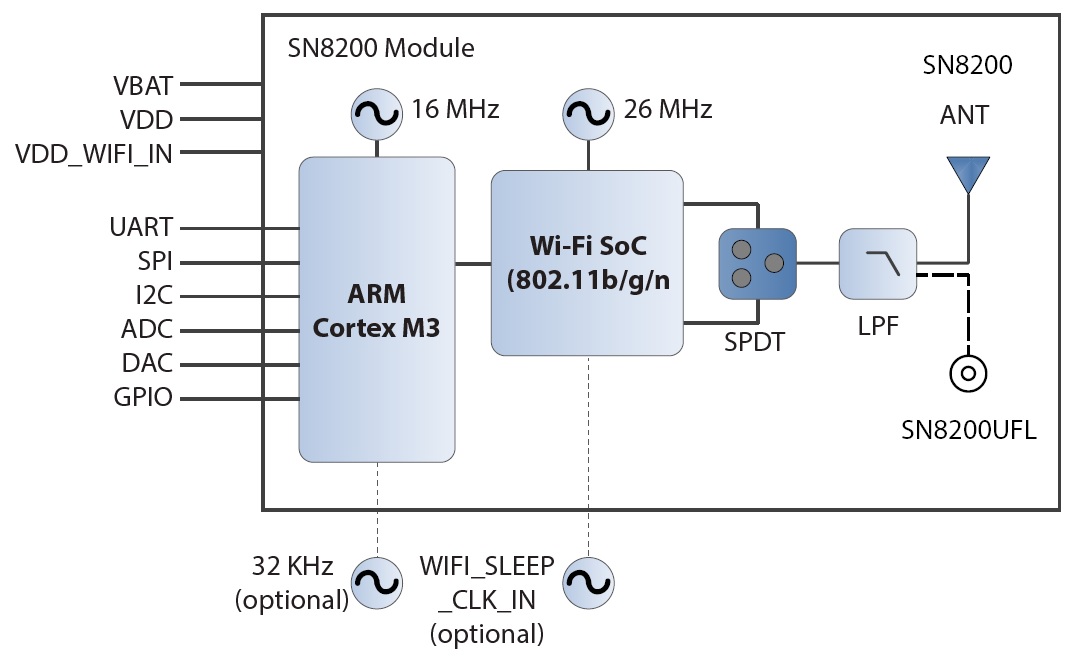 SN8200 Module
VBAT
VDD
VDD_WIFI_IN
UART
SPI
I2C
ADC
DAC
GPIO
16 MHz
26 MHz
ARM
Cortex M3
Wi-Fi SoC
(802.11b/g/n
SPDT
LPF
SN8200
ANT
SN8200UFL
32 KHz
(optional)
WIFI_SLEEP
_CLK_IN
(optional)